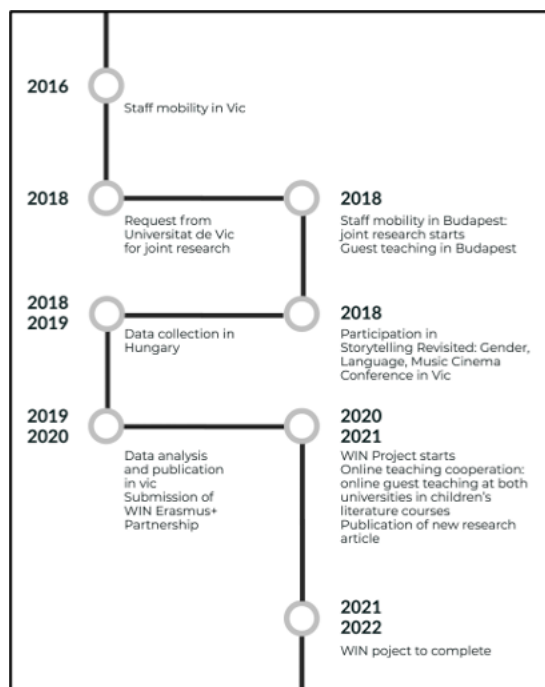 2016
Staff mobility in Vic
2018
Request from
Universitat de Vic
for joint research
2018
Staff mobility in Budapest:
joint research starts
Guest teaching in Budapest
2018
2019
Data collection in
Hungary
2018
Participation in
Storytelling Revisited: Gender,
Language, Music Cinema
Conference in Vic
2019
2020
Data analysis
and publication
in vic
Submission of
WIN Erasmus+
Partnership
2020
2021
WIN Project starts
Online teaching cooperation:
online guest teaching at both
universities in children's
literature courses
Publication of new research
article
2021
2022
WIN poject to complete